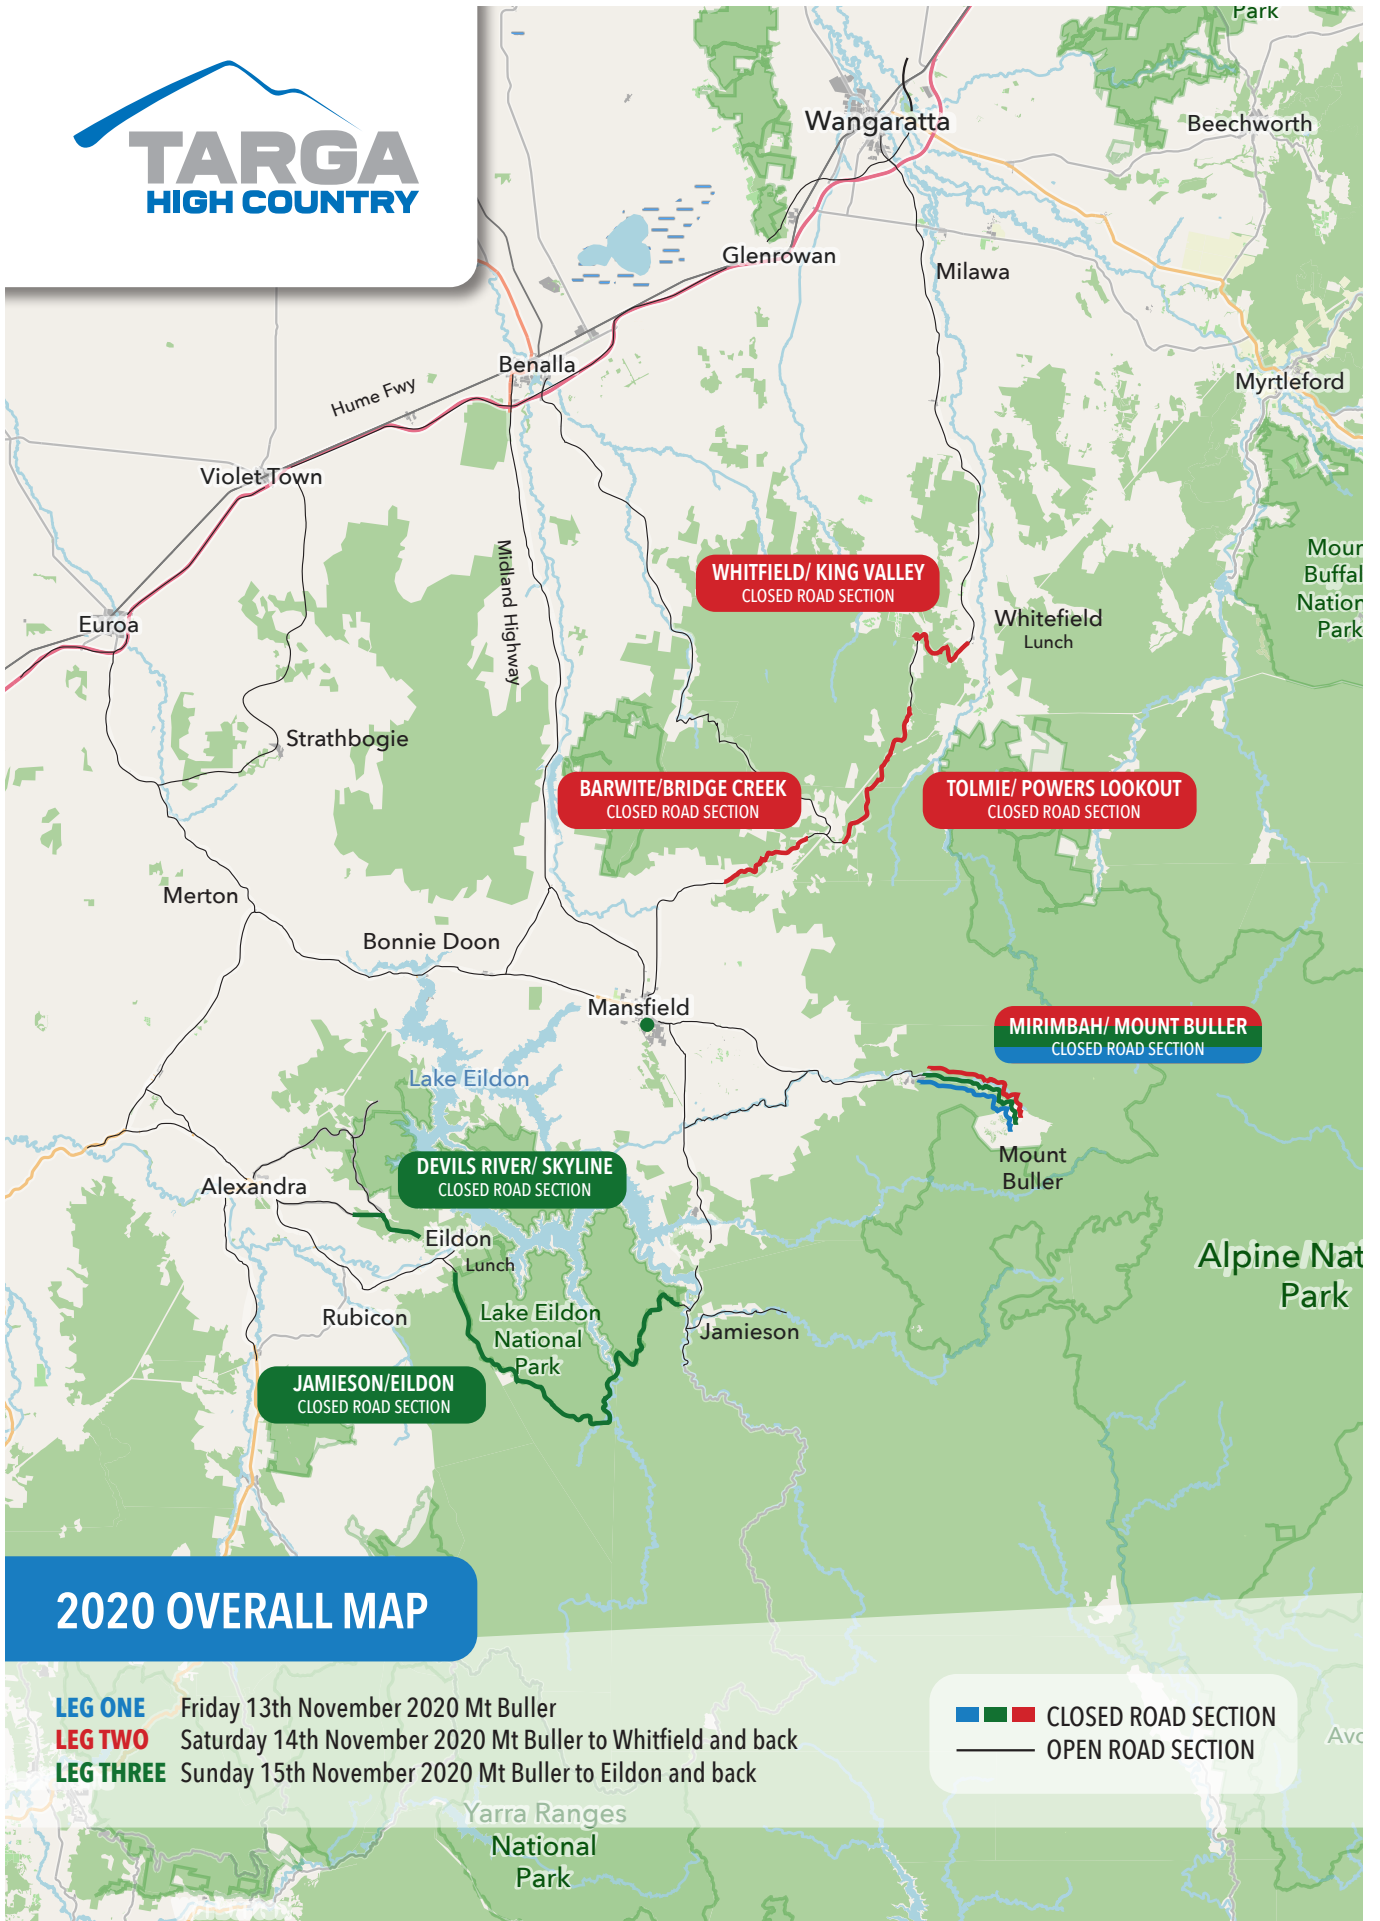 Park
TARGA
HIGH COUNTRY
Wangaratta
Beechworth
Glenrowan
Milawa
Benalla
Hume Fwy
Myrtleford
Violet Town
Midland Highway
WHITFIELD/ KING VALLEY
CLOSED ROAD SECTION
Buffal
Nation
Park
Euroa
Whitefield
Lunch
Strathbogie
BARWITE/BRIDGE CREEK
CLOSED ROAD SECTION
TOLMIE/ POWERS LOOKOUT
CLOSED ROAD SECTION
Merton
Bonnie Doon
Mansfield
MIRIMBAH/ MOUNT BULLER
CLOSED ROAD SECTION
Lake Eildon
Mount
Buller
DEVILS RIVER/ SKYLINE
CLOSED ROAD SECTION
Alexandra
Eildon
Lunch
Alpine Nat
Park
Rubicon
Lake Eildon
National
Park
Jamieson
JAMIESON/EILDON
CLOSED ROAD SECTION
2020 OVERALL MAP
LEG ONE Friday 13th November 2020 Mt Buller
LEG TWO Saturday 14th November 2020 Mt Buller to Whitfield and back
LEG THREE Sunday 15th November 2020 Mt Buller to Eildon and back
CLOSED ROAD SECTION
OPEN ROAD SECTION
Yarra Ranges
National
Park